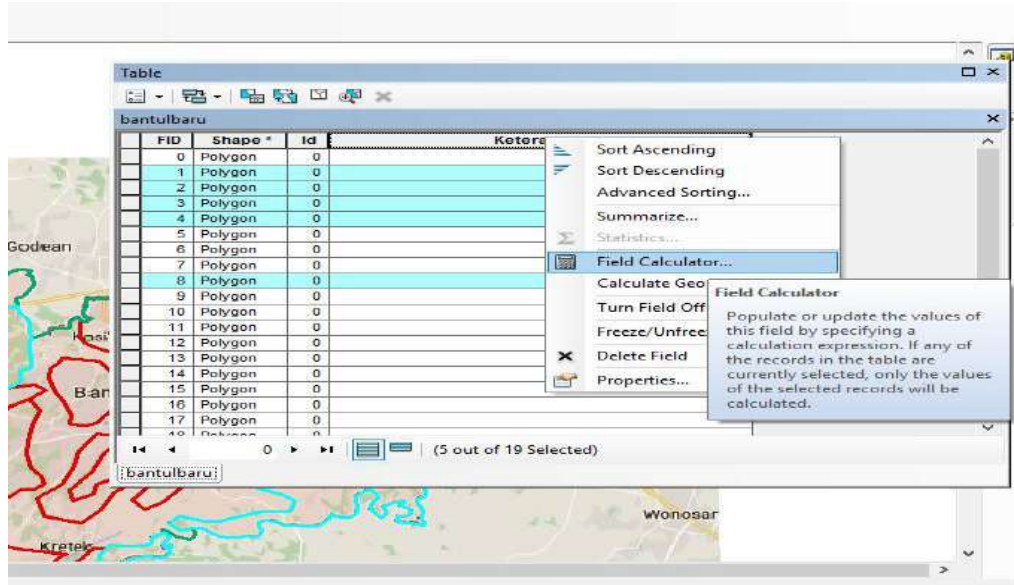 Table
bantulbaru
FID Shape * IdKetera
0 Polygon 0
1 Polygon 0
2 Polygon 0
3 Polygon 0
4 Polygon 0
5 Polygon 0
6 Polygon 0
7 Polygon 0
8 Polygon 0
9 Polygon 0
10 Polygon 0
11 Polygon 0
12 Polygon 0
13 Polygon 0
14 Polygon 0
15 Polygon 0
16 Polygon 0
17 Polygon 0
18 Polygon 0
Sort Ascending
Sort Descending
Advanced Sorting...
Summarize...
Statistics...
Field Calculator...
Calculate Geo
Turn Field Off
Freeze/Unfree
Delete Field
Properties...
Field Calculator
Populate or update the values of
this field by specifying a
calculation expression. If any of
the records in the table are
currently selected, only the values
of the selected records will be
calculated.
0 (5 out of 19 Selected)
bantulbaru
Godean
Kasi
Ban
Kretek
Wonosar